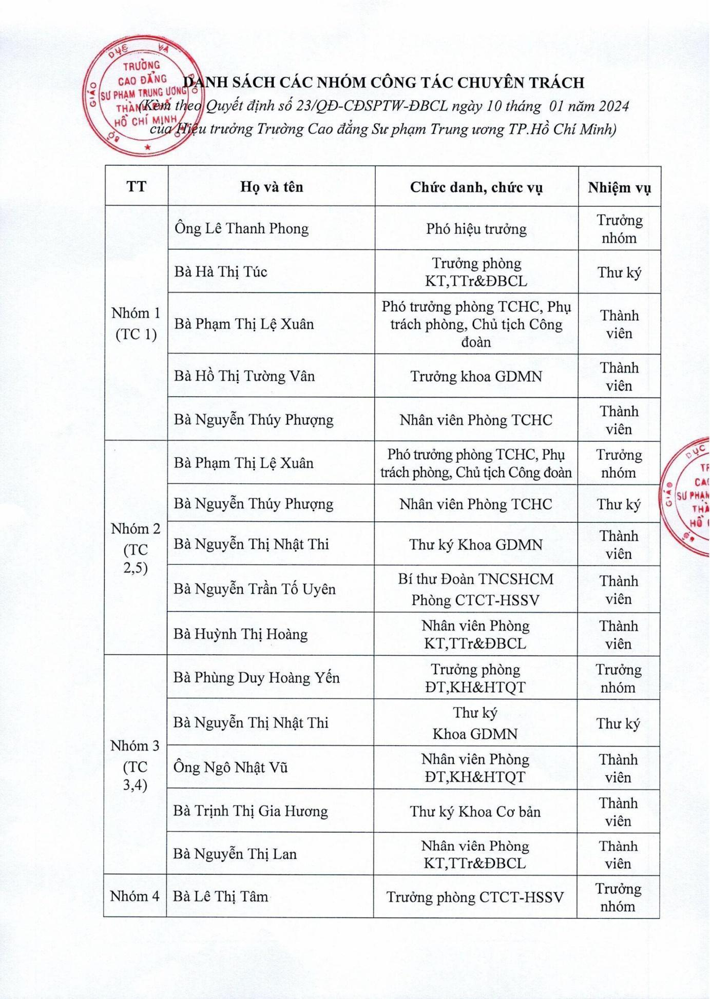 BỘ GIÁO DỤC VÀ ĐÀO
TRƯỜNG
CAO ĐẲNG
SƯ PHẠM TRUNG ƯƠNG
THÀNH PHỐ
HỒ CHÍ MINH
DANH SÁCH CÁC NHÓM CÔNG TÁC CHUYÊN TRÁCH
(Kèm theo Quyết định số 23/QĐ-CĐSPTW-ĐBCL ngày 10 tháng 01 năm 2024
của Hiệu trưởng Trường Cao đẳng Sư phạm Trung ương TP.Hồ Chí Minh)
TT Họ và tên Chức danh, chức vụ Nhiệm vụ
Nhóm 1
(TC 1)
Ông Lê Thanh Phong
Phó hiệu trưởng
Trưởng
nhóm
Bà Hà Thị Túc
Trưởng phòng
KT,TTr&ĐBCL
Thư ký
Bà Phạm Thị Lệ Xuân
Phó trưởng phòng TCHC, Phụ
trách phòng, Chủ tịch Công
đoàn
Thành
viên
Bà Hồ Thị Tường Vân
Trưởng khoa GDMN
Thành
viên
Bà Nguyễn Thúy Phượng
Nhân viên Phòng TCHC
Thành
viên
Nhóm 2
(TC
2,5)
Bà Phạm Thị Lệ Xuân
Phó trưởng phòng TCHC, Phụ
trách phòng, Chủ tịch Công đoàn
Trưởng
nhóm
Bà Nguyễn Thúy Phượng
Nhân viên Phòng TCHC
Thư ký
Bà Nguyễn Thị Nhật Thi
Thư ký Khoa GDMN
Thành
viên
Bà Nguyễn Trần Tố Uyên
Bí thư Đoàn TNCSHCM
Phòng CTCT-HSSV
Thành
viên
Bà Huỳnh Thị Hoàng
Nhân viên Phòng
KT,TTr&ĐBCL
Thành
viên
Nhóm 3
(TC
3,4)
Bà Phùng Duy Hoàng Yến
Trưởng phòng
ĐT,KH&HTQT
Trưởng
nhóm
Bà Nguyễn Thị Nhật Thi
Thư ký
Khoa GDMN
Thư ký
Ông Ngô Nhật Vũ
Nhân viên Phòng
ĐT,KH&HTQT
Thành
viên
Bà Trịnh Thị Gia Hương
Thư ký Khoa Cơ bản
Thành
viên
Bà Nguyễn Thị Lan
Nhân viên Phòng
KT,TTr&ĐBCL
Thành
viên
Nhóm 4
Bà Lê Thị Tâm
Trưởng phòng CTCT-HSSV
Trưởng
nhóm
BỘ GIÁO DỤC
SƯ PHẠM